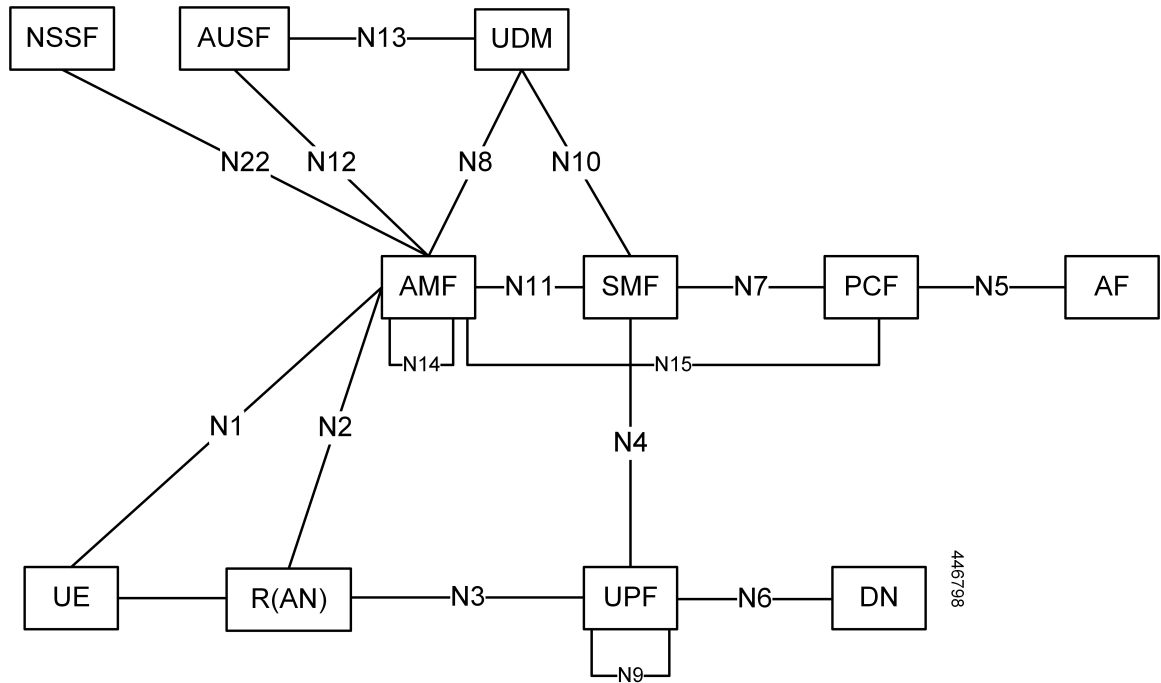 NSSF
AUSF
N13
UDM
N22
N12
N8
N10
AMF
N11
SMF
N7
PCF
N5
AF
N14
N15
N1
N2
N4
UE
R(AN)
N3
UPF
N6
DN
446798
N9